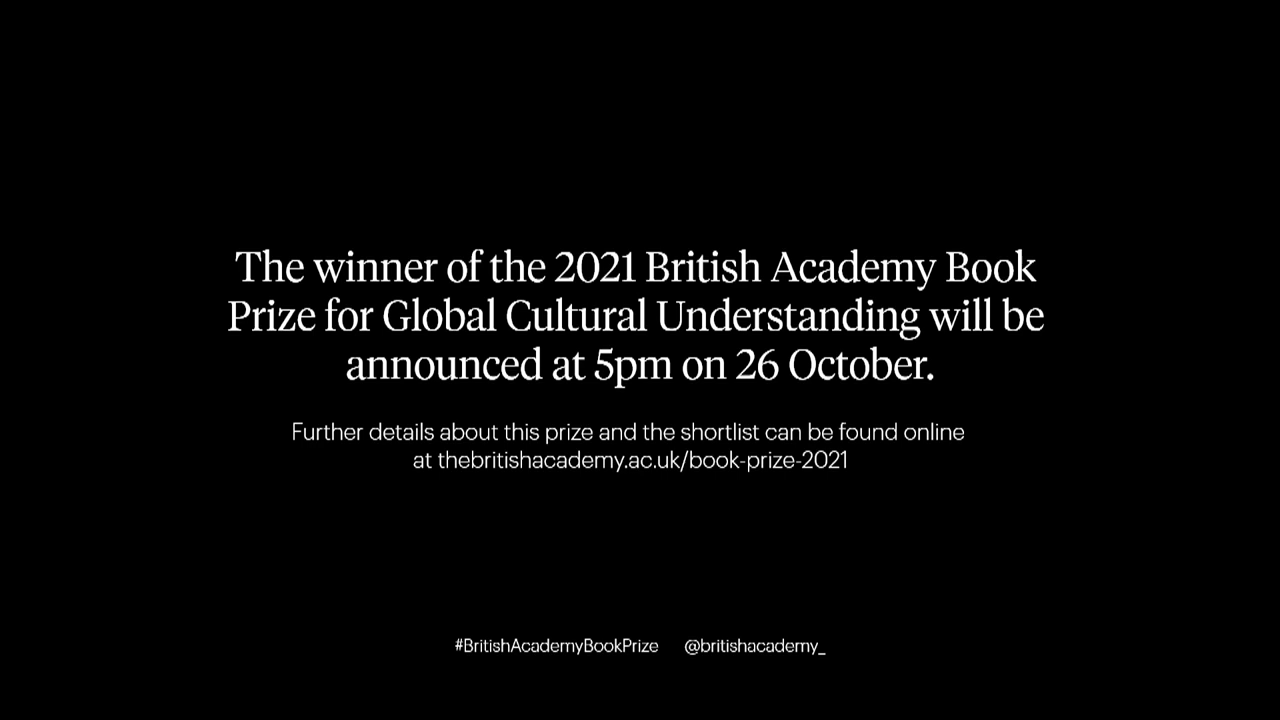 The winner of the 2021 British Academy Book
Prize for Global Cultural Understanding will be
announced at 5pm on 26 October.
Further details about this prize and the shortlist can be found online
at thebritishacademy.ac.uk/book-prize-2021
#BritishAcademyBookPrize @britishacademy_